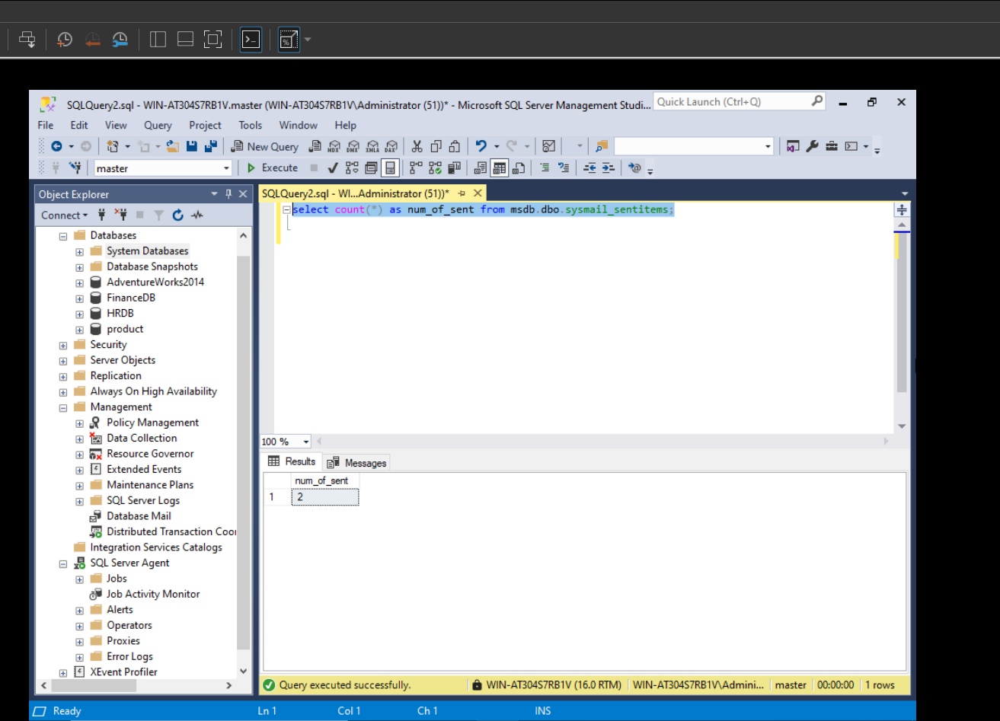 SQLQuery2.sql - WIN-AT304S7RB1V.master (WIN-AT304S7RB1V\Administrator (51))* - Microsoft SQL Server Management Studi...
Quick Launch (Ctrl+Q)
File Edit View Query Project Tools Window Help
New Query
MDX DMX XMLA DAX
master
Execute
Object Explorer
SQLQuery2.sql - WI...Administrator (51))*
Connect
select count(*) as num_of_sent from msdb.dbo.sysmail_sentitems;
Databases
System Databases
Database Snapshots
AdventureWorks2014
FinanceDB
HRDB
product
Security
Server Objects
Replication
Always On High Availability
Management
Policy Management
Data Collection
Resource Governor
Extended Events
Maintenance Plans
SQL Server Logs
Database Mail
Distributed Transaction Coor
Integration Services Catalogs
SQL Server Agent
Jobs
Job Activity Monitor
Alerts
Operators
Proxies
Error Logs
XEvent Profiler
100 %
Results Messages
num_of_sent
1 2
Query executed successfully.
WIN-AT304S7RB1V (16.0 RTM)
WIN-AT304S7RB1V\Admini...
master
00:00:00
1 rows
Ready
Ln 1
Col 1
Ch 1
INS